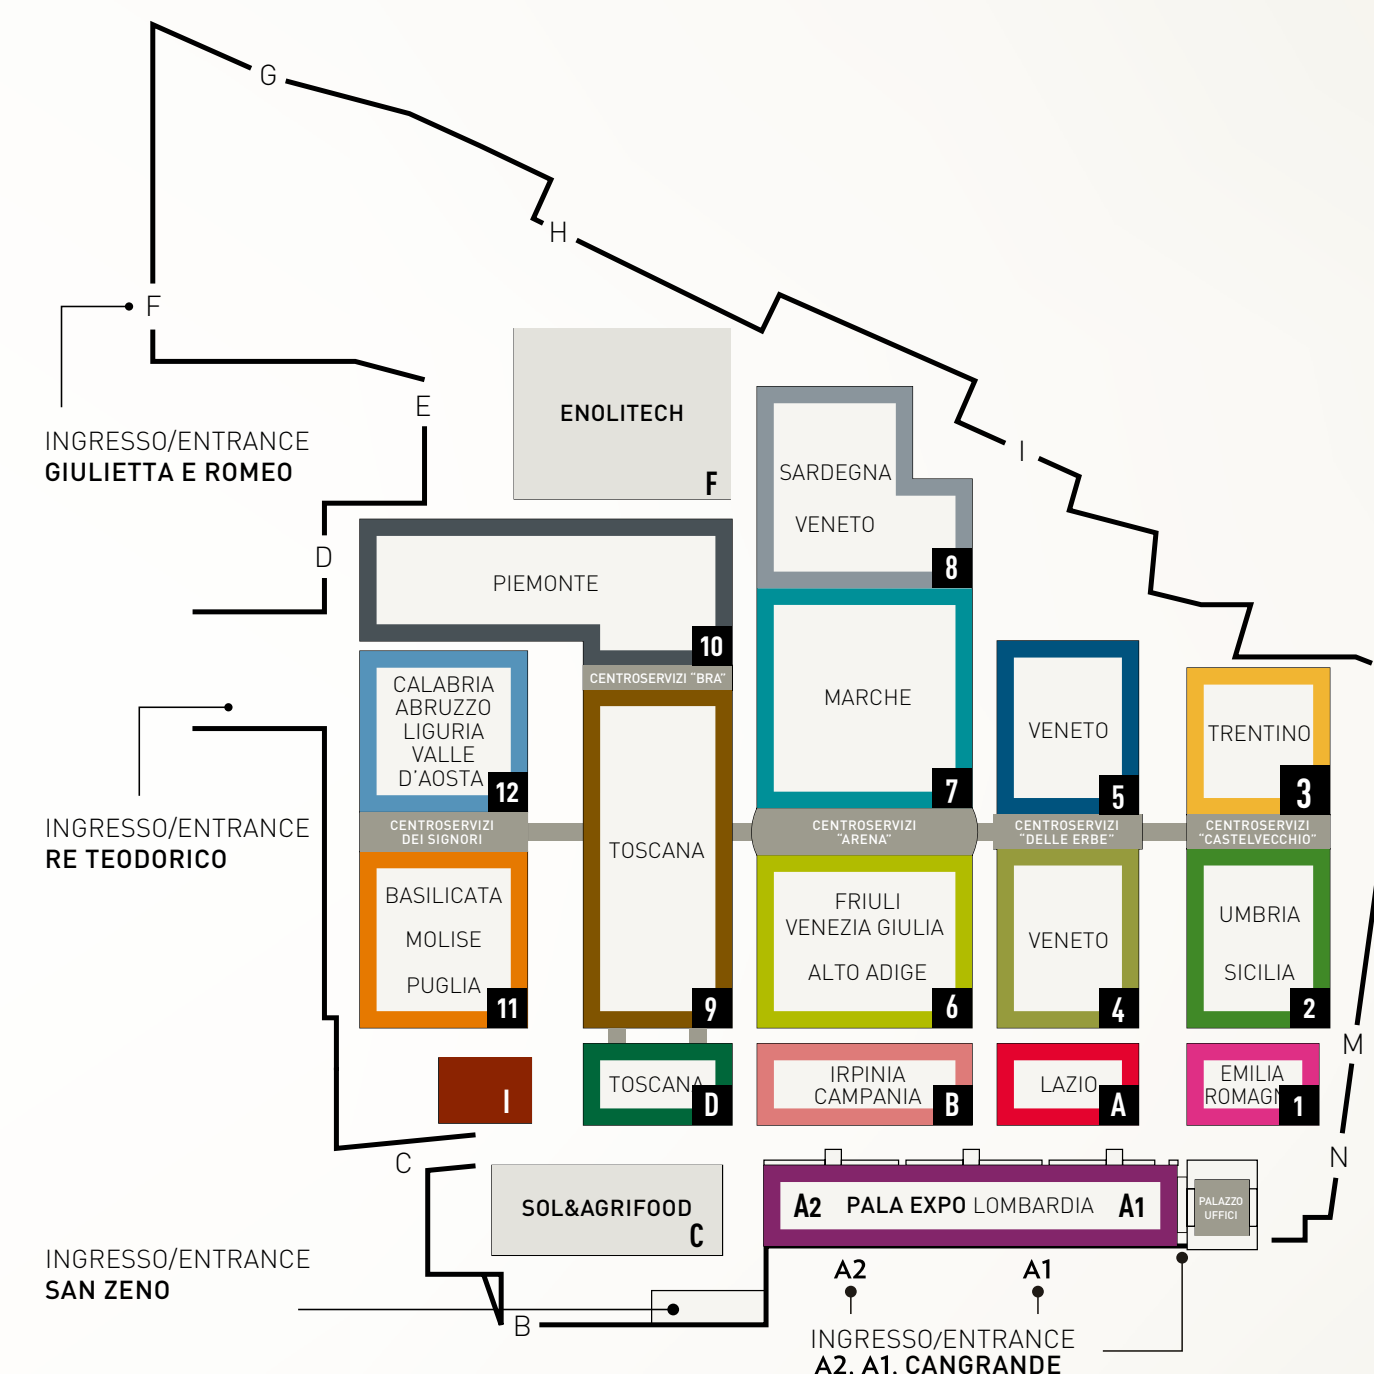 G
H
F
INGRESSO/ENTRANCE
GIULIETTA E ROMEO
E
ENOLITECH
F
I
SARDEGNA
VENETO
8
D
PIEMONTE
10
CENTROSERVIZI "BRA"
CALABRIA
ABRUZZO
LIGURIA
VALLE
D'AOSTA
12
MARCHE
7
VENETO
5
TRENTINO
3
INGRESSO/ENTRANCE
RE TEODORICO
CENTROSERVIZI
DEI SIGNORI
TOSCANA
9
CENTROSERVIZI
"ARENA"
CENTROSERVIZI
"DELLE ERBE"
CENTROSERVIZI
"CASTELVECCHIO"
BASILICATA
MOLISE
PUGLIA
11
FRIULI
VENEZIA GIULIA
ALTO ADIGE
6
VENETO
4
UMBRIA
SICILIA
2
M
I
TOSCANA
D
IRPINIA
CAMPANIA
B
LAZIO
A
EMILIA
1
N
C
SOL&AGRIFOOD
C
A2 PALA EXPO LOMBARDIA A1
PALAZZO
UFFICI
INGRESSO/ENTRANCE
SAN ZENO
B
A2
A1
INGRESSO/ENTRANCE
A2, A1, CANGRANDE